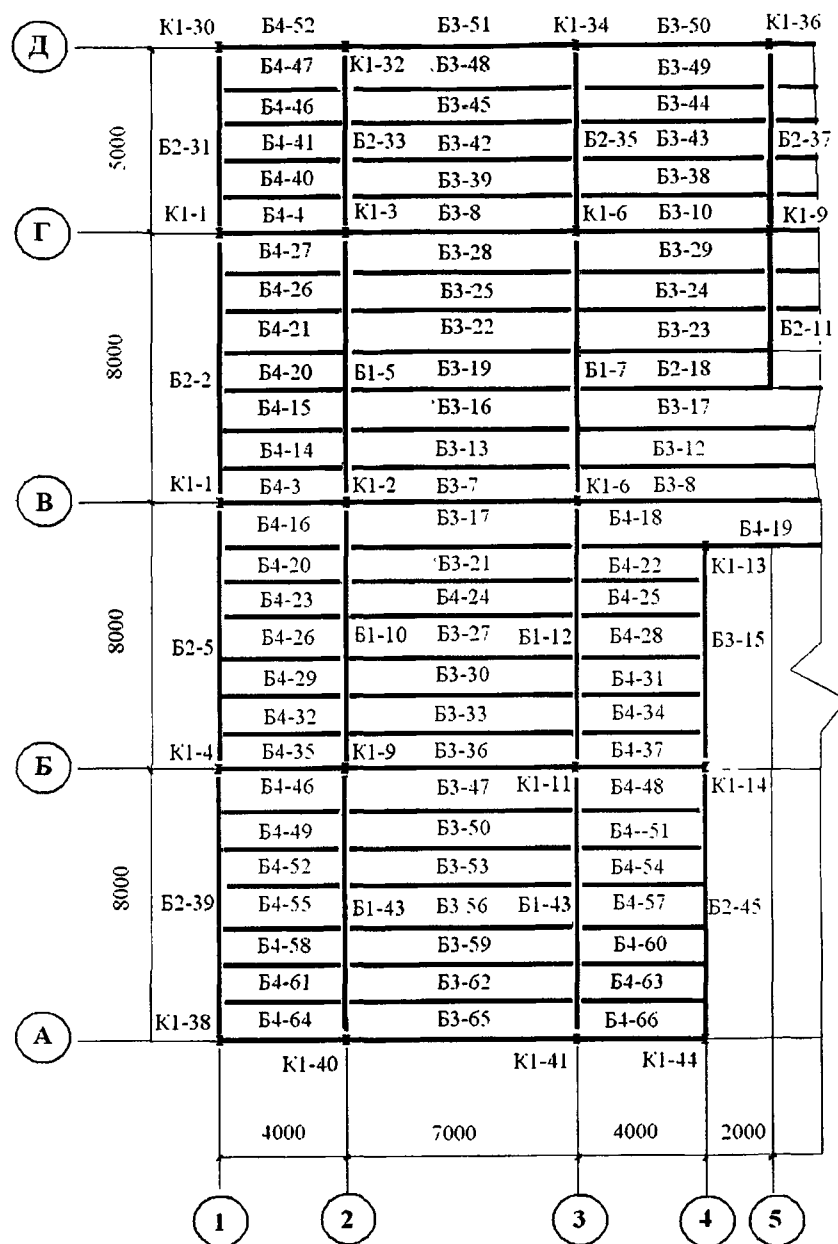 К1-30 Б4-52 Б3-51 К1-34 Б3-50 К1-36
Д
Б4-47 К1-32 Б3-48 Б3-49
Б4-46 Б3-45 Б3-44
5000 Б2-31 Б4-41 Б2-33 Б3-42 Б2-35 Б3-43 Б2-37
Б4-40 Б3-39 Б3-38
К1-1 Б4-4 К1-3 Б3-8 К1-6 Б3-10 К1-9
Г
Б4-27 Б3-28 Б3-29
Б4-26 Б3-25 Б3-24
Б4-21 Б3-22 Б3-23 Б2-11
8000 Б2-2 Б4-20 Б1-5 Б3-19 Б1-7 Б2-18
Б4-15 Б3-16 Б3-17
Б4-14 Б3-13 Б3-12
К1-1 Б4-3 К1-2 Б3-7 К1-6 Б3-8
В
Б4-16 Б3-17 Б4-18 Б4-19
Б4-20 Б3-21 Б4-22 К1-13
Б4-23 Б4-24 Б4-25
8000 Б2-5 Б4-26 Б1-10 Б3-27 Б1-12 Б4-28 Б3-15
Б4-29 Б3-30 Б4-31
Б4-32 Б3-33 Б4-34
К1-4 Б4-35 К1-9 Б3-36 Б4-37
Б
Б4-46 Б3-47 К1-11 Б4-48 К1-14
Б4-49 Б3-50 Б4--51
Б4-52 Б3-53 Б4-54
8000 Б2-39 Б4-55 Б1-43 Б3 56 Б1-43 Б4-57 Б2-45
Б4-58 Б3-59 Б4-60
Б4-61 Б3-62 Б4-63
К1-38 Б4-64 Б3-65 Б4-66
А
К1-40 К1-41 К1-44
4000 7000 4000 2000
1 2 3 4 5